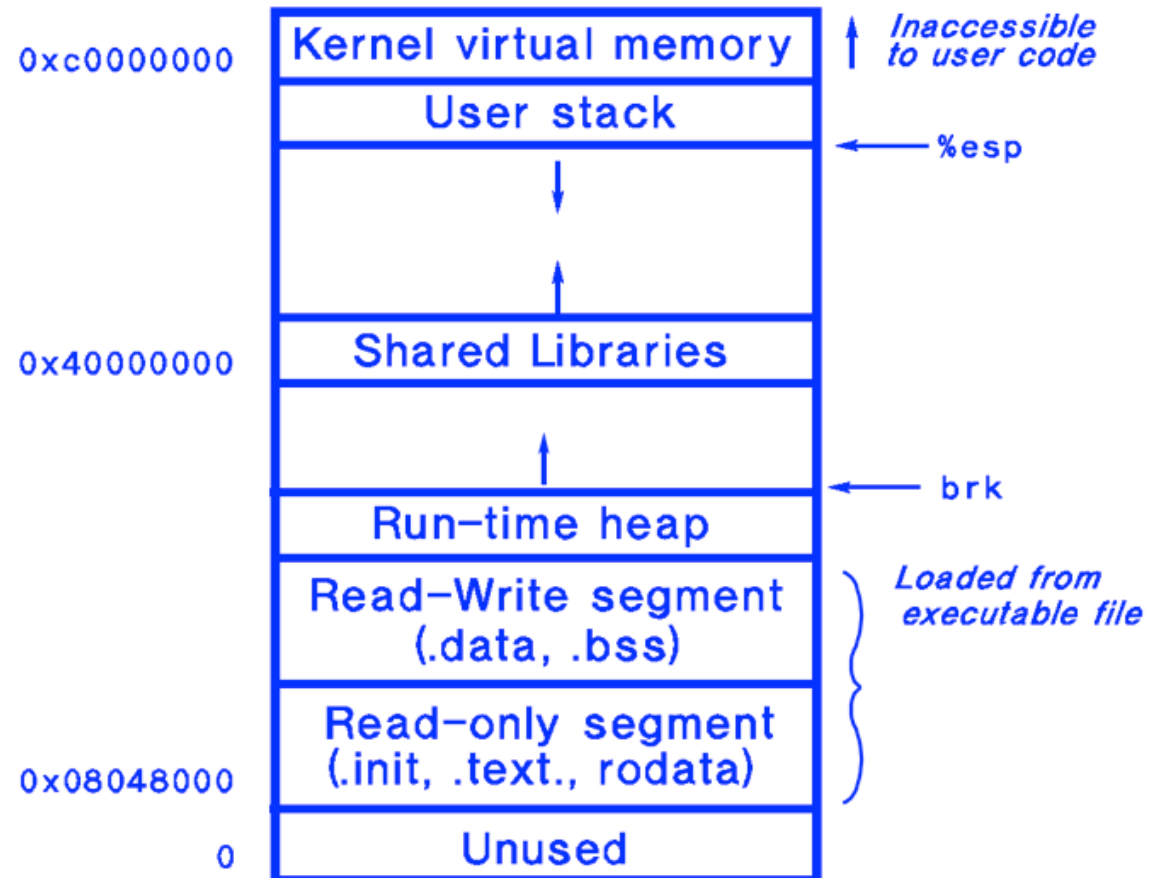 0xc0000000
Kernel virtual memory
Inaccessible
to user code
User stack
%esp
0x40000000
Shared Libraries
brk
Run-time heap
Read-Write segment
(.data, .bss)
Loaded from
executable file
Read-only segment
(.init, .text., rodata)
0x08048000
0
Unused